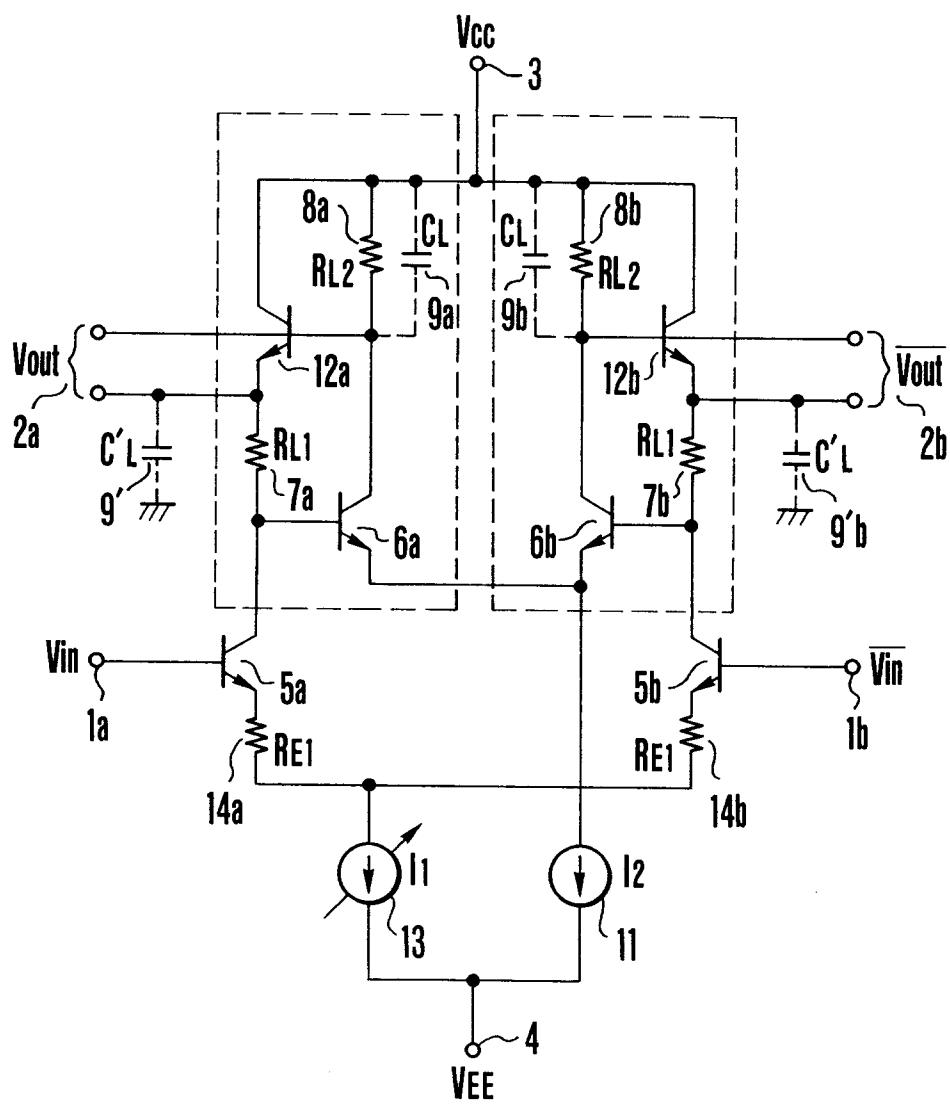 Vcc
3
8a
CL
CL
8b
RL2
RL2
9a
9b
Vout
12a
12b
V̅o̅u̅t̅
2a
2b
C'L
RL1
RL1
C'L
9'
7a
7b
9'b
6a
6b
Vin
V̅i̅n̅
5a
5b
1a
1b
RE1
RE1
14a
14b
I1
I2
13
11
4
VEE